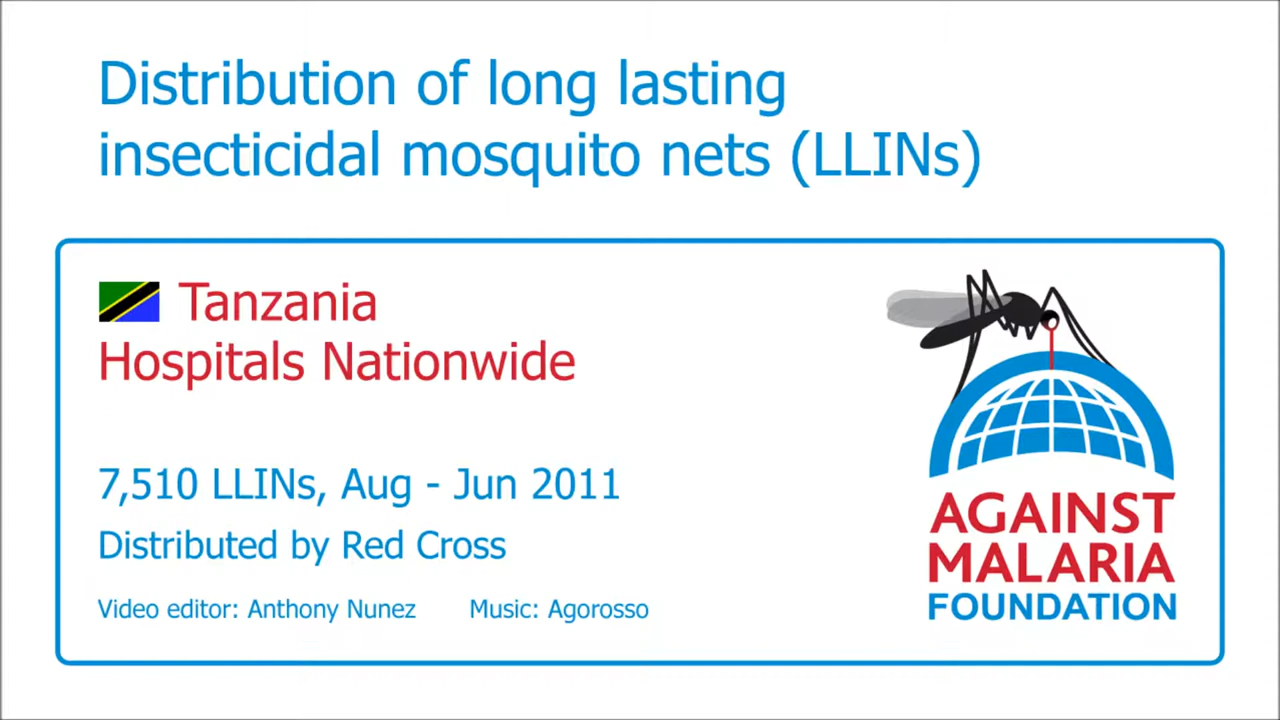 Distribution of long lasting
insecticidal mosquito nets (LLINs)
Tanzania
Hospitals Nationwide
7,510 LLINs, Aug - Jun 2011
Distributed by Red Cross
Video editor: Anthony Nunez Music: Agorosso
AGAINST
MALARIA
FOUNDATION